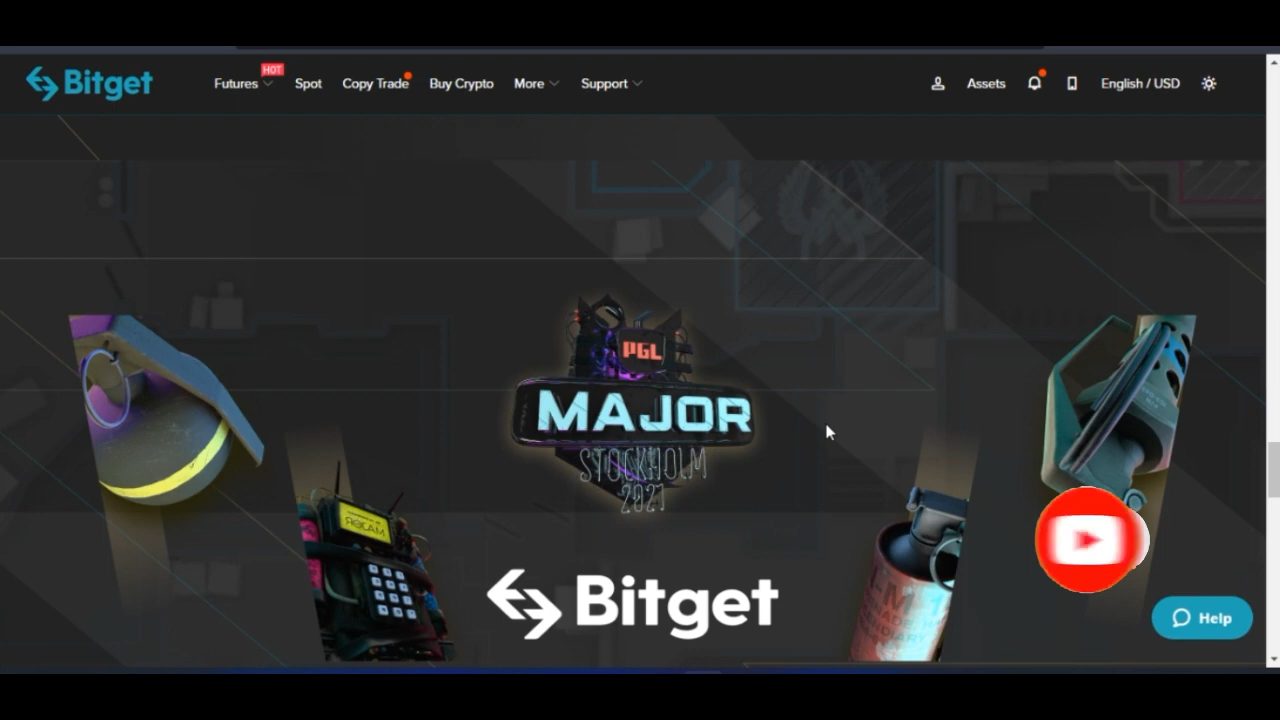 Bitget
Futures
HOT
Spot
Copy Trade
Buy Crypto
More
Support
Assets
English / USD
PGL
MAJOR
STOCKHOLM
2021
Bitget
Help